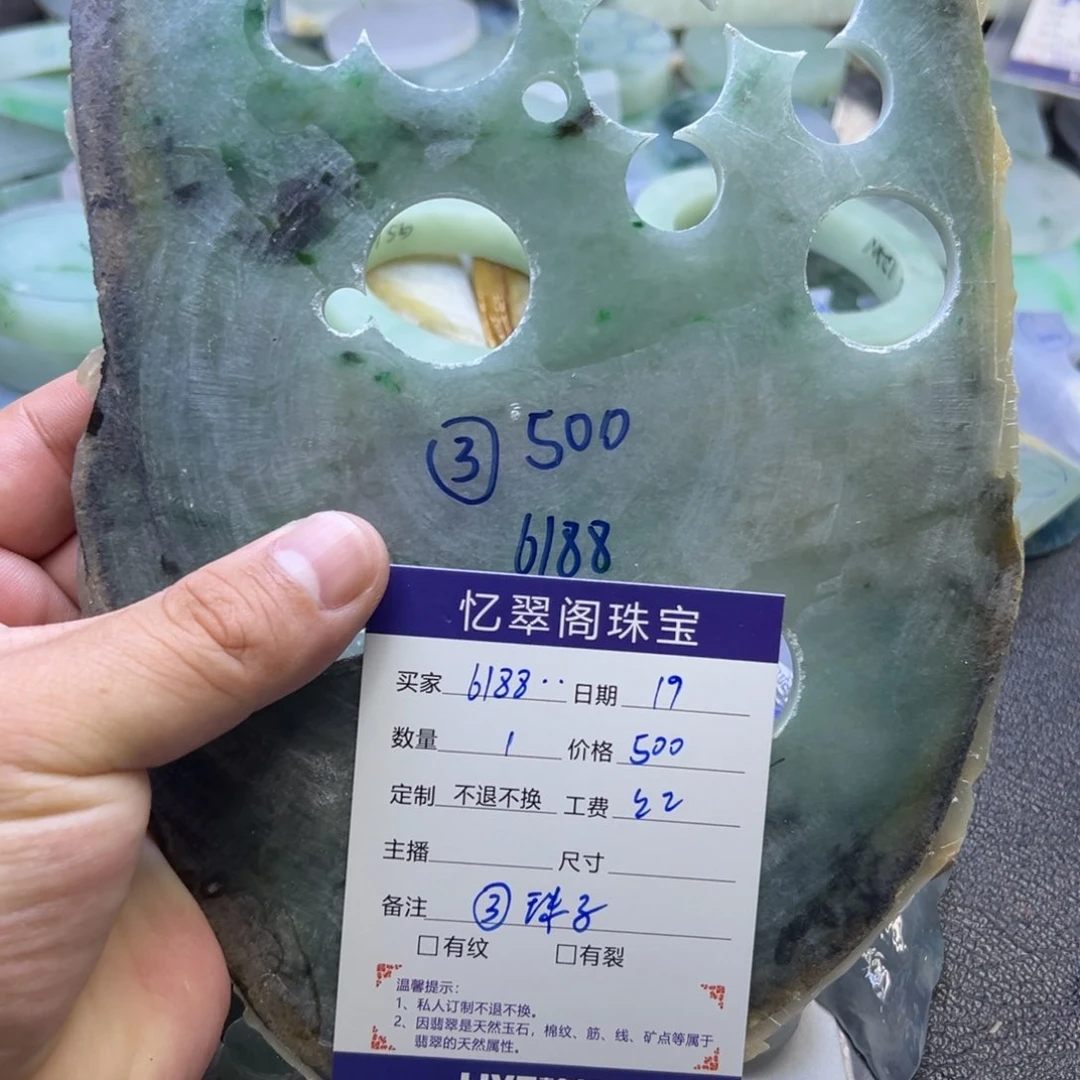 ③ 500
6188
忆翠阁珠宝
买家 6188·· 日期 19
数量 1 价格 500
定制 不退不换 工费
主播 尺寸
备注 ③ 珠子
□有纹 □有裂
温馨提示:
1、私人订制不退不换。
2、因翡翠是天然玉石，棉纹、筋、线、矿点等属于
翡翠的天然属性。